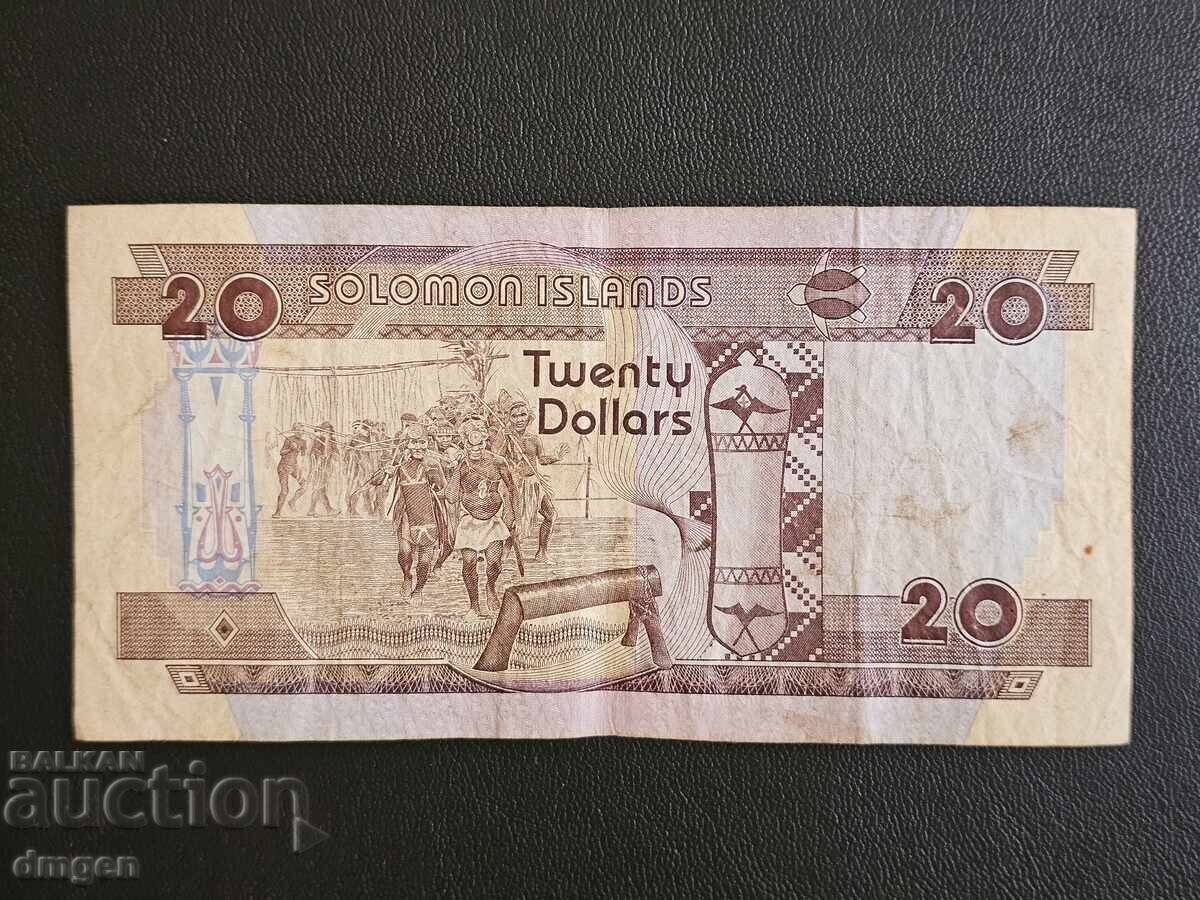 20 SOLOMON ISLANDS 20
Twenty
Dollars
20
BALKAN
auction
dmgen